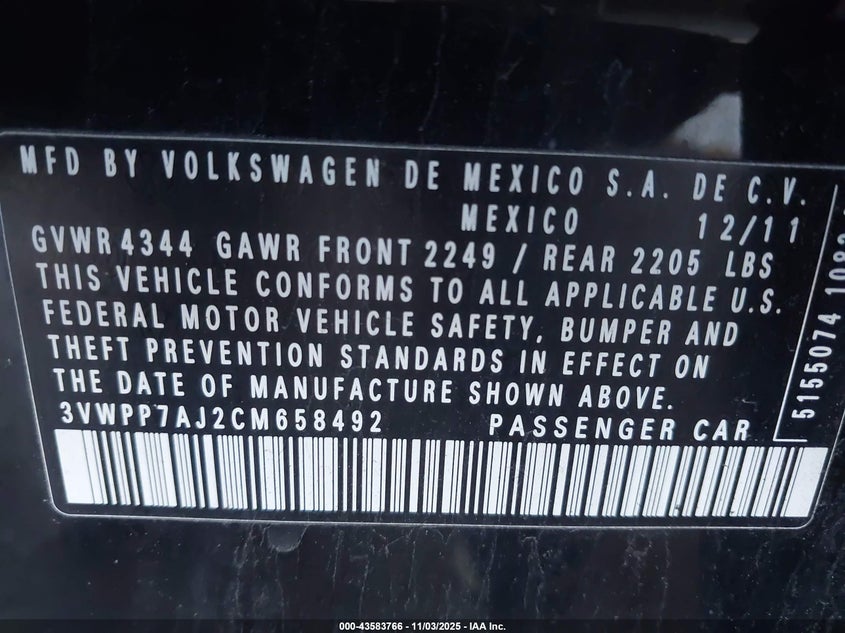 MFD BY VOLKSWAGEN DE MEXICO S.A. DE C.V.
MEXICO 12/11
GVWR 4344 GAWR FRONT 2249 / REAR 2205 LBS
THIS VEHICLE CONFORMS TO ALL APPLICABLE U.S.
FEDERAL MOTOR VEHICLE SAFETY, BUMPER AND
THEFT PREVENTION STANDARDS IN EFFECT ON
THE DATE OF MANUFACTURE SHOWN ABOVE.
3VWPP7AJ2CM658492 PASSENGER CAR
5155074
000-43583766 - 11/03/2025 - IAA Inc.